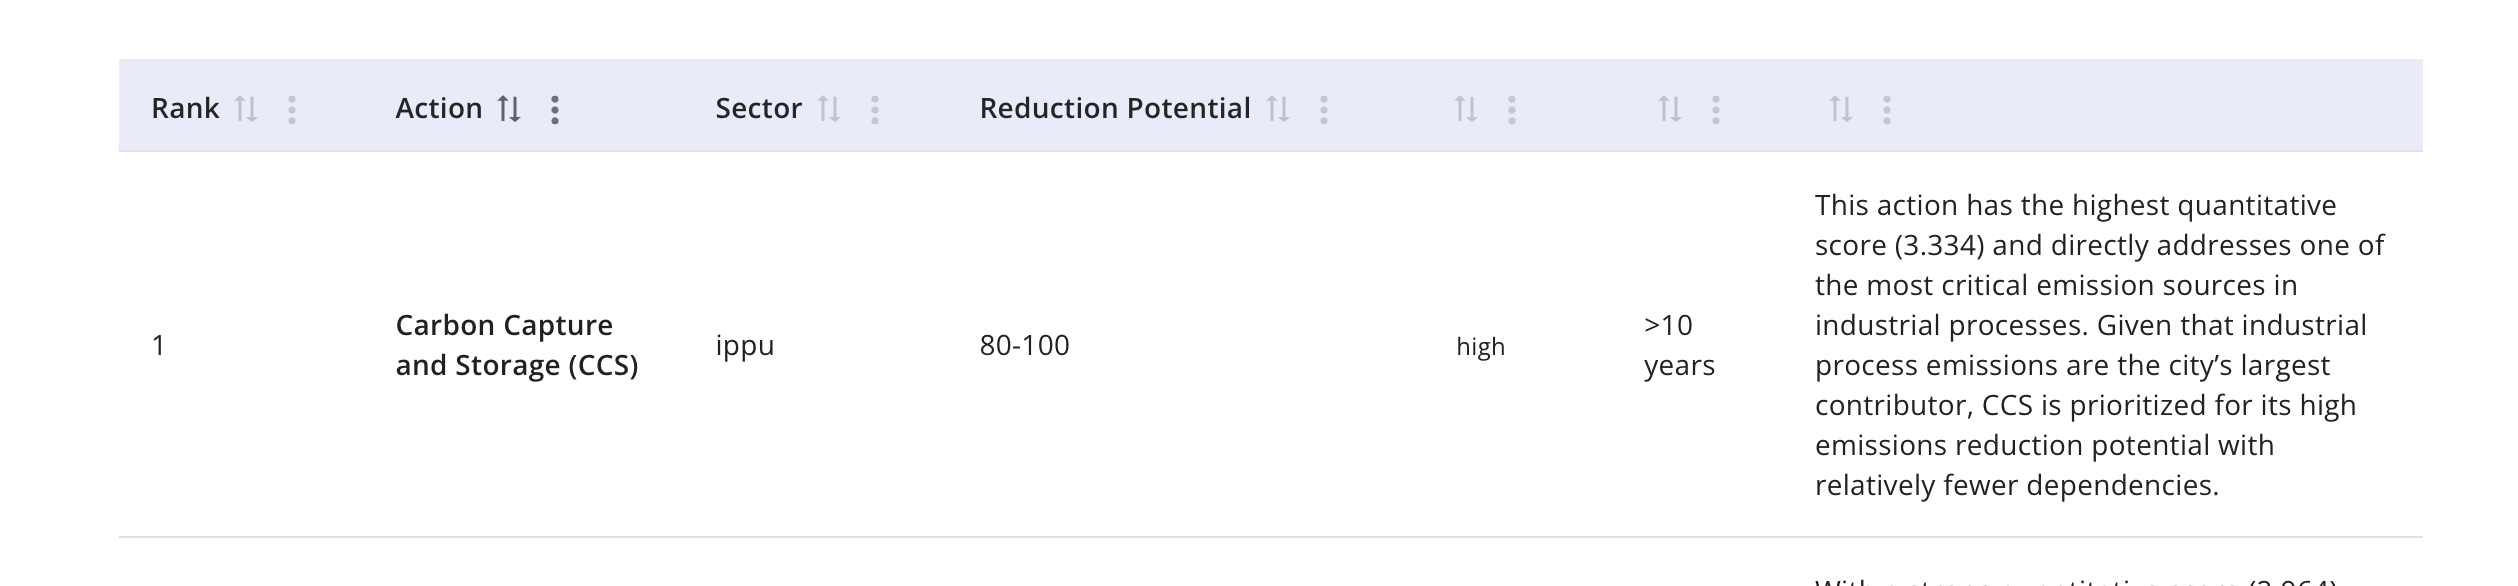 Rank Action Sector Reduction Potential
1
Carbon Capture
and Storage (CCS)
ippu
80-100
high
>10
years
This action has the highest quantitative
score (3.334) and directly addresses one of
the most critical emission sources in
industrial processes. Given that industrial
process emissions are the city’s largest
contributor, CCS is prioritized for its high
emissions reduction potential with
relatively fewer dependencies.